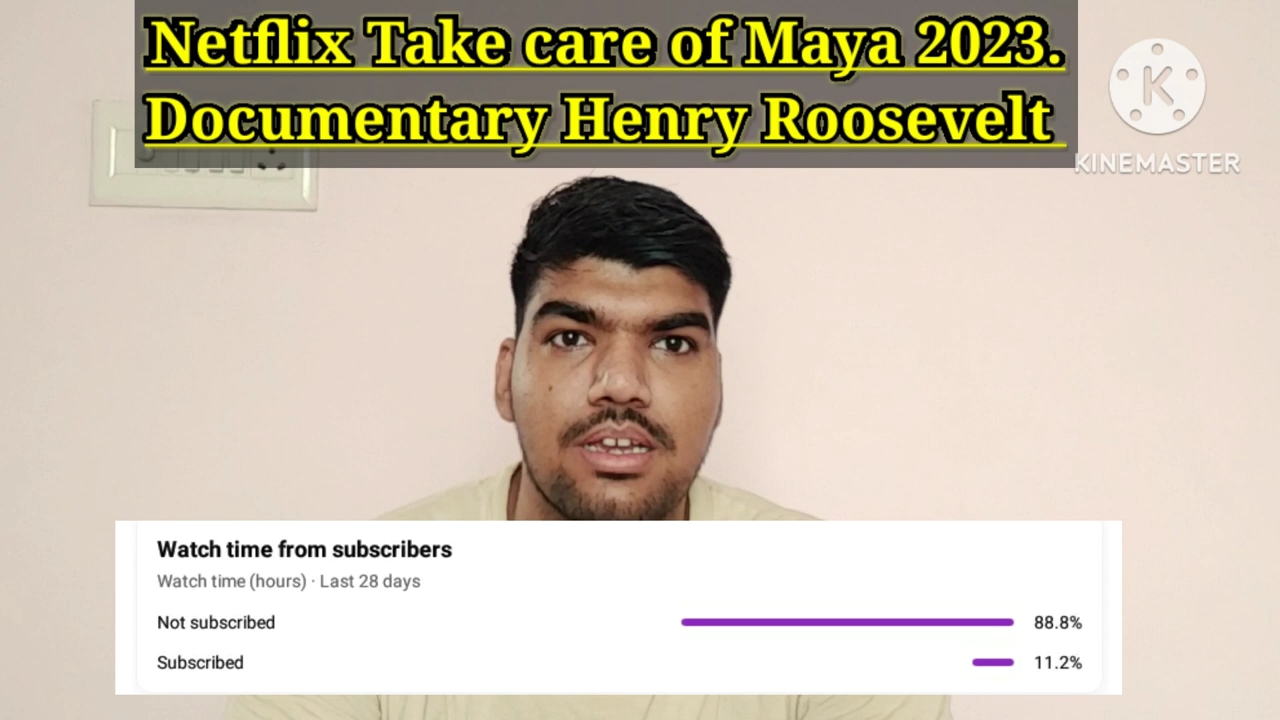 Netflix Take care of Maya 2023.
Documentary Henry Roosevelt
KINEMASTER
Watch time from subscribers
Watch time (hours) · Last 28 days
Not subscribed 88.8%
Subscribed 11.2%